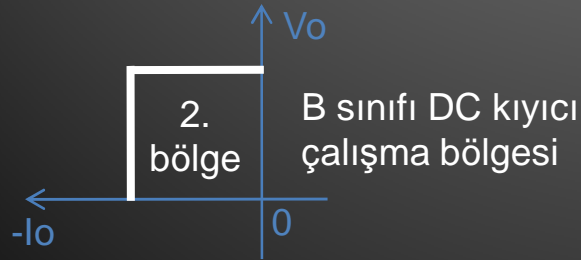 Vo
2.
bölge
B sınıfı DC kıyıcı
çalışma bölgesi
-Io
0